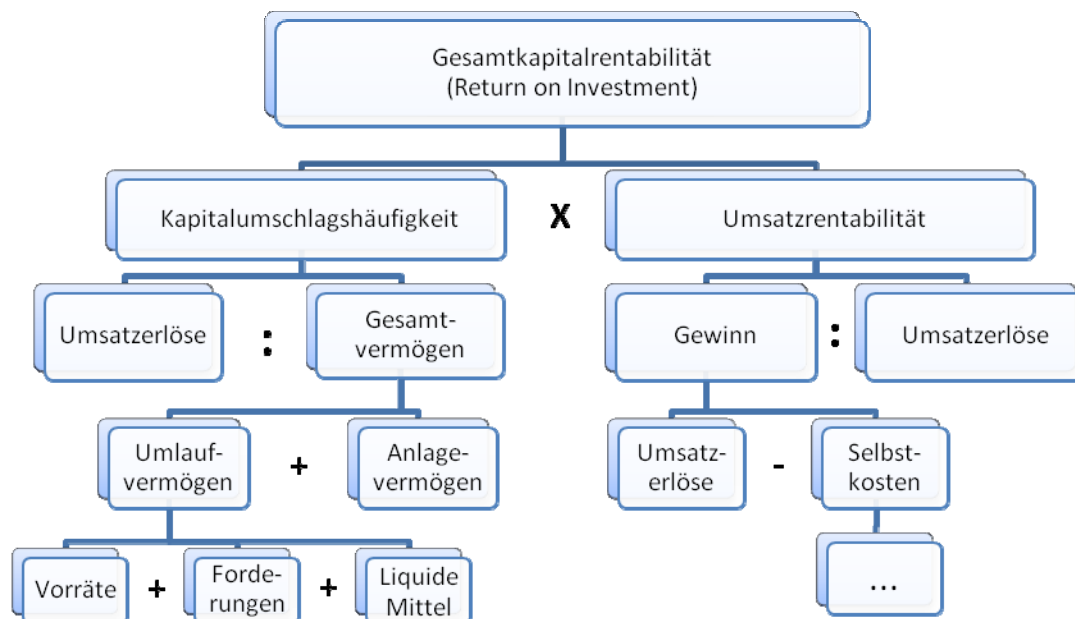 Gesamtkapitalrentabilität
(Return on Investment)
Kapitalumschlagshäufigkeit
X
Umsatzrentabilität
Umsatzerlöse
:
Gesamt-
vermögen
Gewinn
:
Umsatzerlöse
Umlauf-
vermögen
+
Anlage-
vermögen
Umsatz-
erlöse
-
Selbst-
kosten
Vorräte
+
Forde-
rungen
+
Liquide
Mittel
...